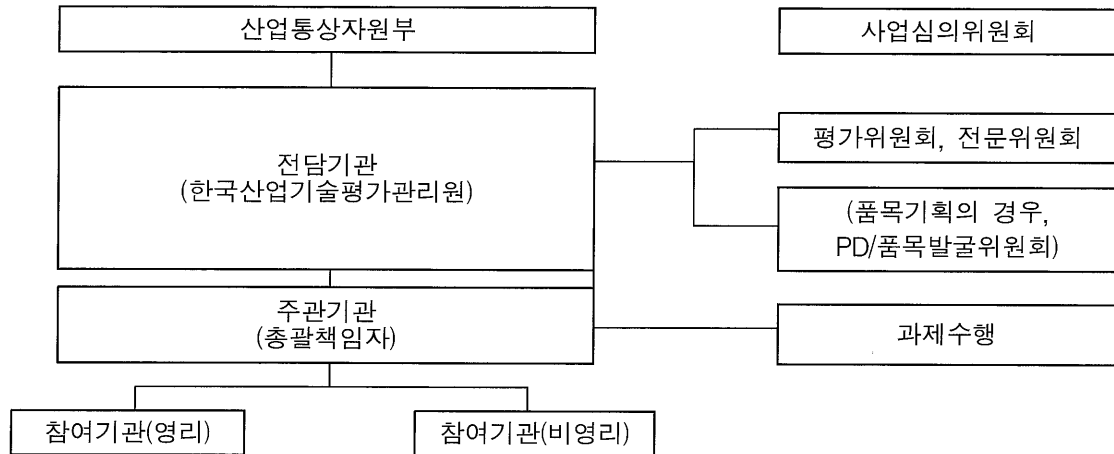 산업통상자원부
사업심의위원회
전담기관
(한국산업기술평가관리원)
평가위원회, 전문위원회
(품목기획의 경우,
PD/품목발굴위원회)
주관기관
(총괄책임자)
과제수행
참여기관(영리)
참여기관(비영리)